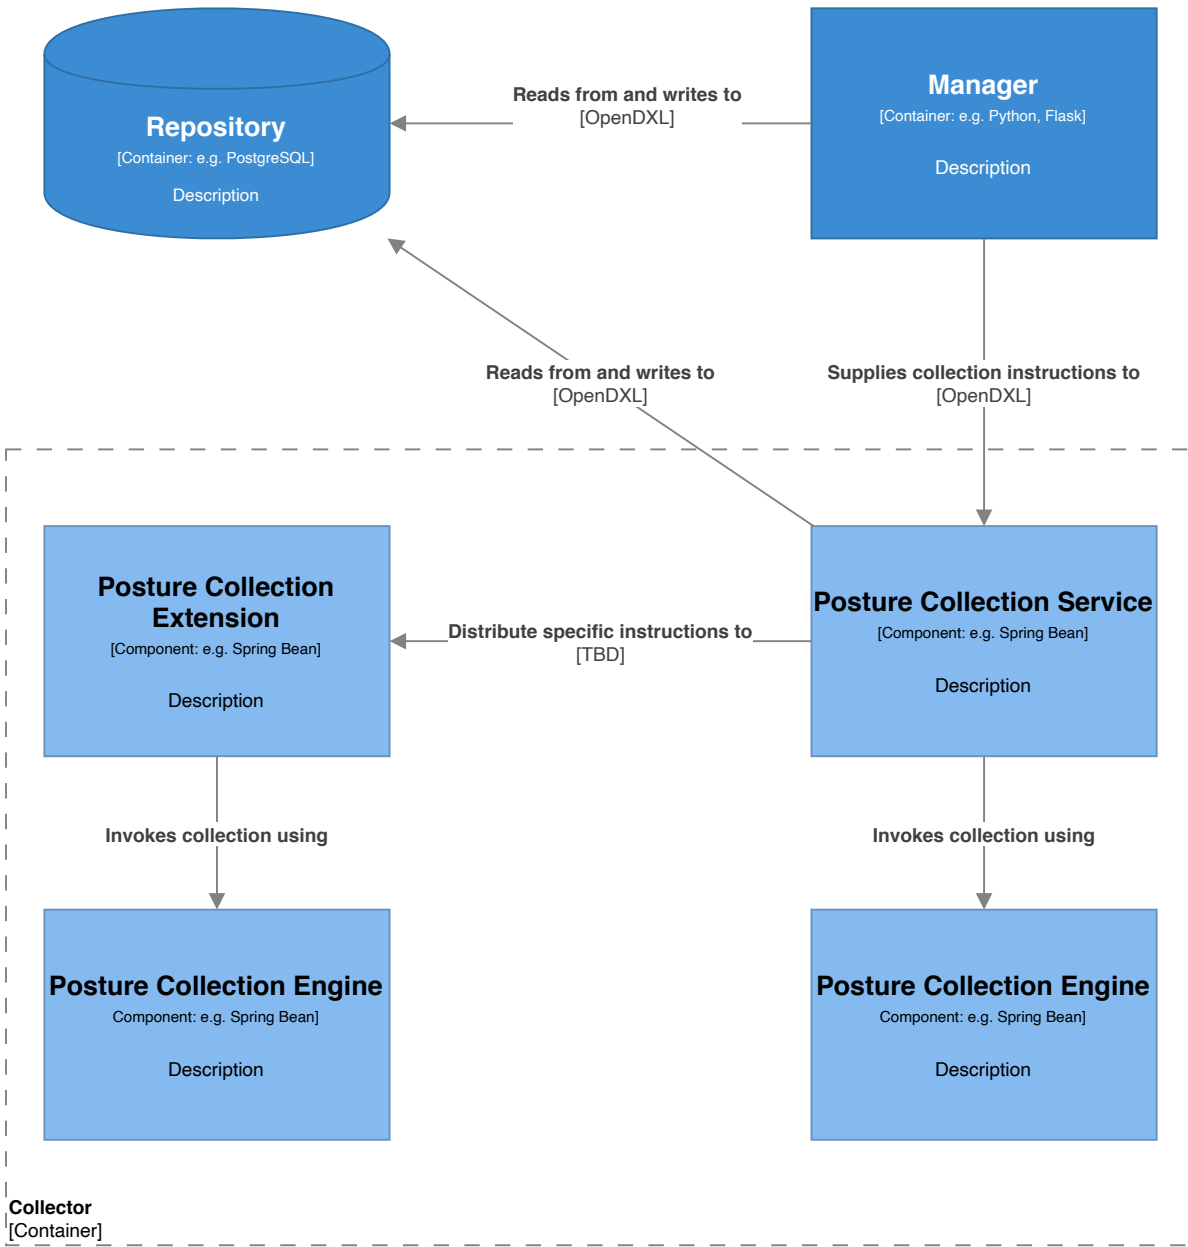 Repository
[Container: e.g. PostgreSQL]
Description
Reads from and writes to
[OpenDXL]
Manager
[Container: e.g. Python, Flask]
Description
Reads from and writes to
[OpenDXL]
Supplies collection instructions to
[OpenDXL]
Posture Collection
Extension
[Component: e.g. Spring Bean]
Description
Distribute specific instructions to
[TBD]
Posture Collection Service
[Component: e.g. Spring Bean]
Description
Invokes collection using
Invokes collection using
Posture Collection Engine
Component: e.g. Spring Bean]
Description
Posture Collection Engine
Component: e.g. Spring Bean]
Description
Collector
[Container]